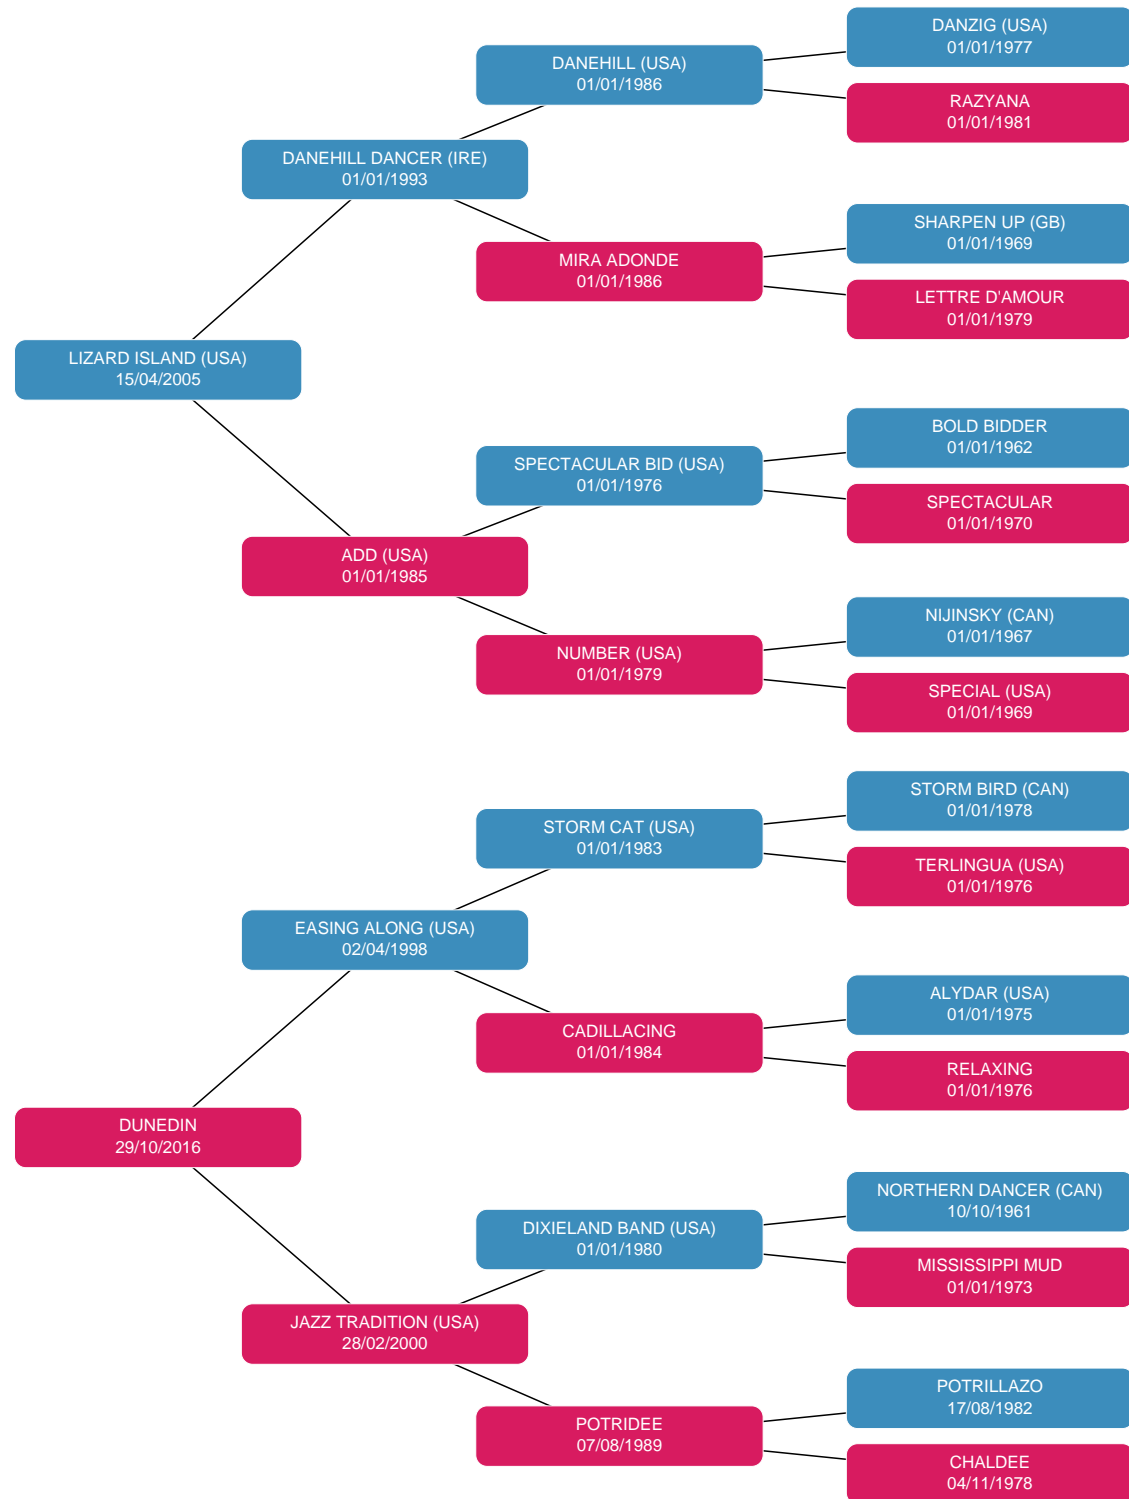 DANZIG (USA)
01/01/1977
DANEHILL (USA)
01/01/1986
RAZYANA
01/01/1981
DANEHILL DANCER (IRE)
01/01/1993
SHARPEN UP (GB)
01/01/1969
MIRA ADONDE
01/01/1986
LETTRE D'AMOUR
01/01/1979
LIZARD ISLAND (USA)
15/04/2005
BOLD BIDDER
01/01/1962
SPECTACULAR BID (USA)
01/01/1976
SPECTACULAR
01/01/1970
ADD (USA)
01/01/1985
NIJINSKY (CAN)
01/01/1967
NUMBER (USA)
01/01/1979
SPECIAL (USA)
01/01/1969
STORM BIRD (CAN)
01/01/1978
STORM CAT (USA)
01/01/1983
TERLINGUA (USA)
01/01/1976
EASING ALONG (USA)
02/04/1998
ALYDAR (USA)
01/01/1975
CADILLACING
01/01/1984
RELAXING
01/01/1976
DUNEDIN
29/10/2016
NORTHERN DANCER (CAN)
10/10/1961
DIXIELAND BAND (USA)
01/01/1980
MISSISSIPPI MUD
01/01/1973
JAZZ TRADITION (USA)
28/02/2000
POTRILLAZO
17/08/1982
POTRIDEE
07/08/1989
CHALDEE
04/11/1978